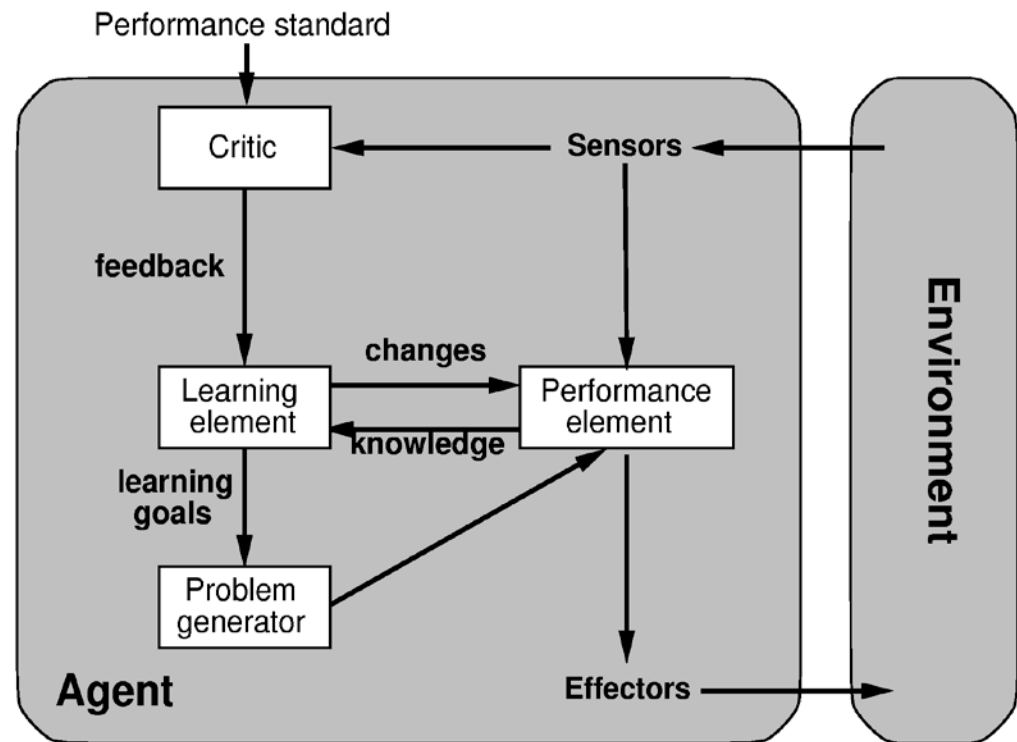 Performance standard
Critic
Sensors
feedback
changes
Learning
element
Performance
element
knowledge
learning
goals
Problem
generator
Agent
Effectors
Environment